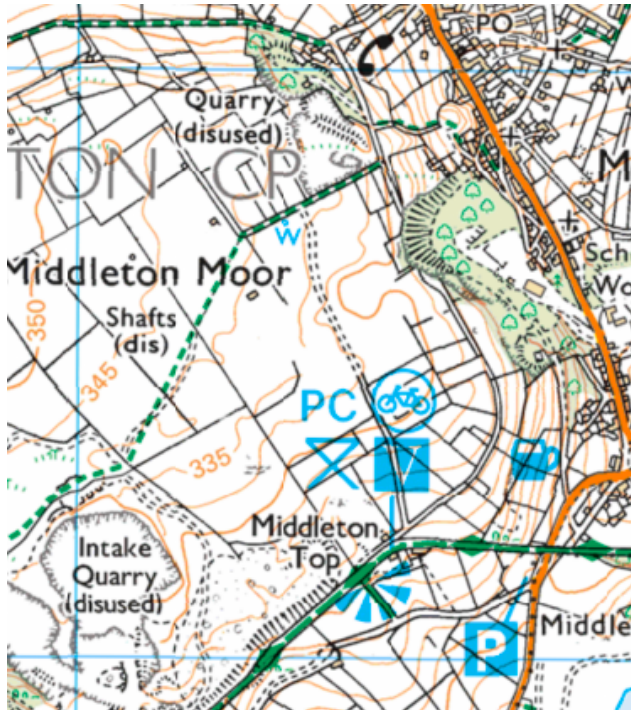 PO
Quarry
(disused)
TON CP
W
M
Middleton Moor
Sch
Wo
Shafts
(dis)
350
345
335
PC
Middleton
Top
Intake
Quarry
(disused)
P
Middle